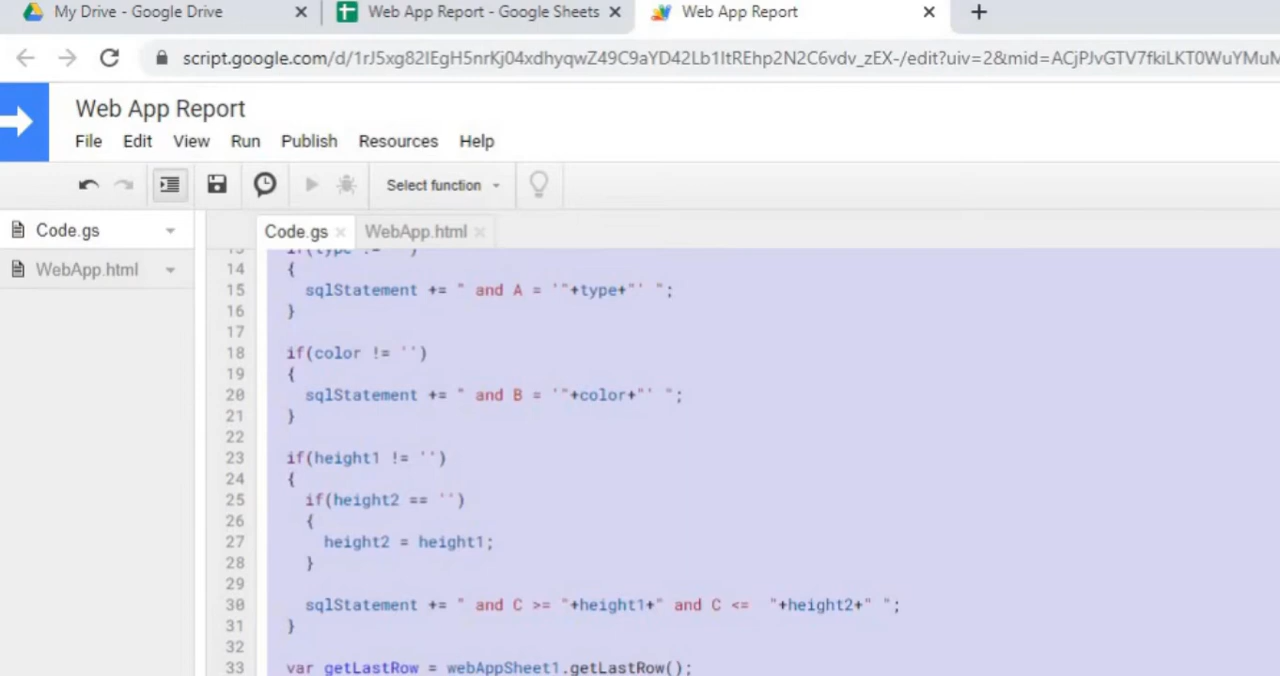 My Drive - Google Drive
Web App Report - Google Sheets
Web App Report
script.google.com/d/1rJ5xg82IEgH5nrKj04xdhyqwZ49C9aYD42Lb1ItREhp2N2C6vdv_zEX-/edit?uiv=2&mid=ACjPJvGTV7fkiLKT0WuYMuM
Web App Report
File Edit View Run Publish Resources Help
Select function
Code.gs
WebApp.html
Code.gs
WebApp.html
13 if(type != '')
14 {
15 sqlStatement += " and A = '"+type+"' ";
16 }
17
18 if(color != '')
19 {
20 sqlStatement += " and B = '"+color+"' ";
21 }
22
23 if(height1 != '')
24 {
25 if(height2 == '')
26 {
27 height2 = height1;
28 }
29
30 sqlStatement += " and C >= "+height1+" and C <=  "+height2+" ";
31 }
32
33 var getLastRow = webAppSheet1.getLastRow();